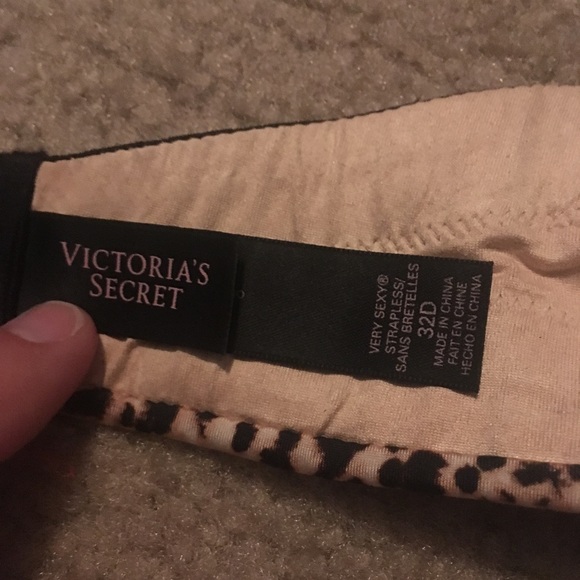 VICTORIA'S
SECRET
VERY SEXY®
STRAPLESS/
SANS BRETELLES
32D
MADE IN CHINA
FAIT EN CHINE
HECHO EN CHINA